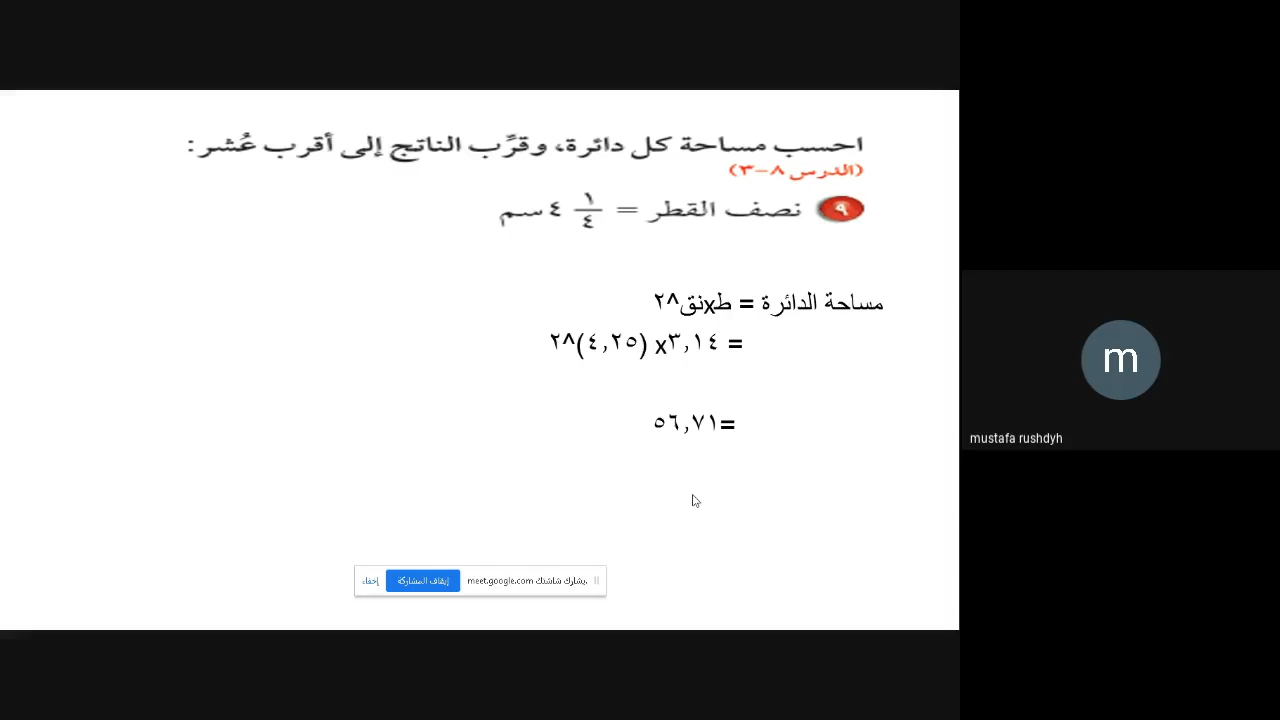 احسب مساحة كل دائرة، وقرِّب الناتج إلى أقرب عُشر :
(الدرس ٨-٣)
٩ نصف القطر = ٤ ١/٤ سم
مساحة الدائرة = طxنق^٢
= ٣,١٤x (٤,٢٥)^٢
=٥٦,٧١
m
mustafa rushdyh
meet.google.com يشارك شاشتك. إيقاف المشاركة إخفاء